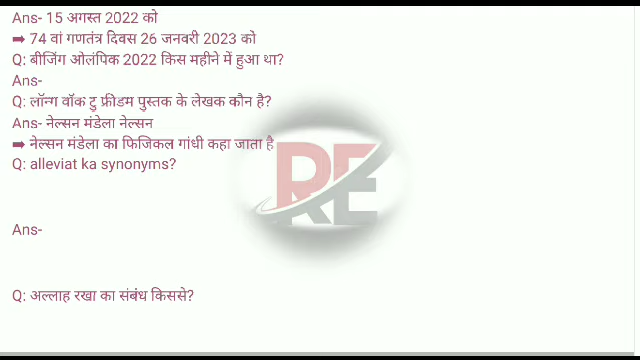 Ans- 15 अगस्त 2022 को
➡ 74 वां गणतंत्र दिवस 26 जनवरी 2023 को
Q: बीजिंग ओलंपिक 2022 किस महीने में हुआ था?
Ans-
Q: लॉन्ग वॉक टु फ्रीडम पुस्तक के लेखक कौन है?
Ans- नेल्सन मंडेला नेल्सन
➡ नेल्सन मंडेला का फिजिकल गांधी कहा जाता है
Q: alleviat ka synonyms?
RE
Ans-
Q: अल्लाह रखा का संबंध किससे?